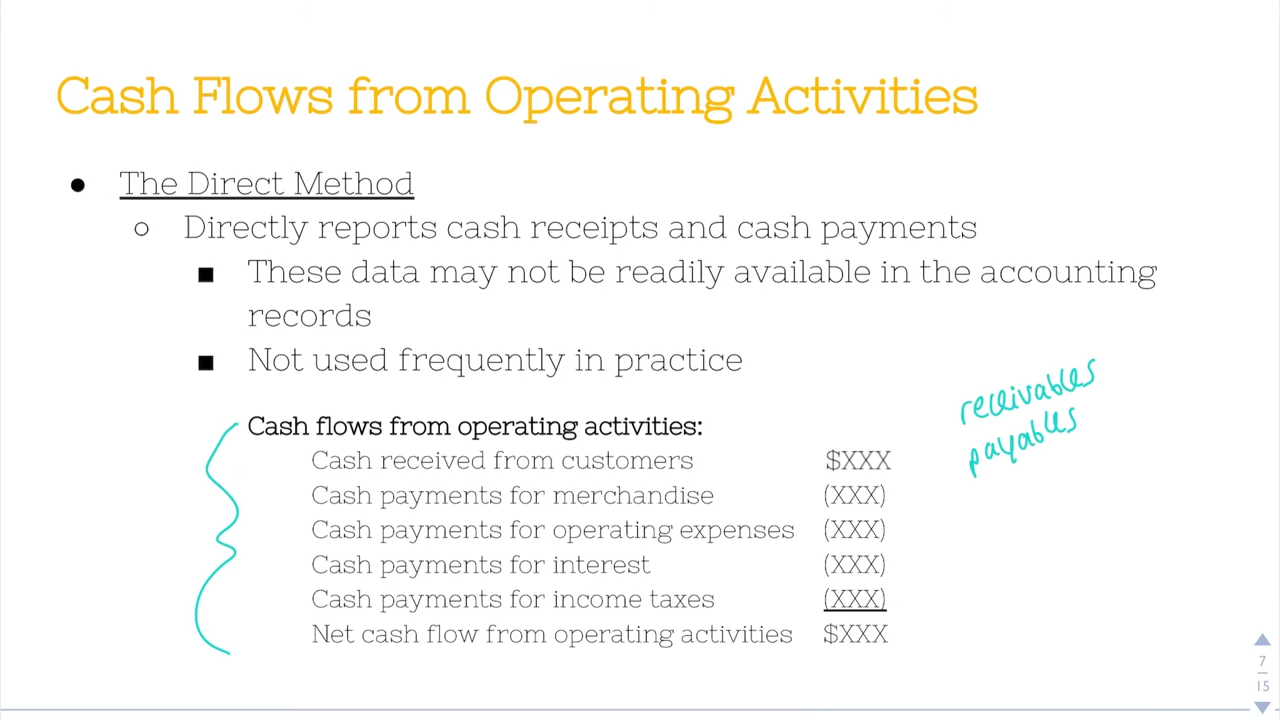 Cash Flows from Operating Activities
● The Direct Method
○ Directly reports cash receipts and cash payments
■ These data may not be readily available in the accounting
records
■ Not used frequently in practice
receivables
payables
Cash flows from operating activities:
Cash received from customers $XXX
Cash payments for merchandise (XXX)
Cash payments for operating expenses (XXX)
Cash payments for interest (XXX)
Cash payments for income taxes (XXX)
Net cash flow from operating activities $XXX
7
15